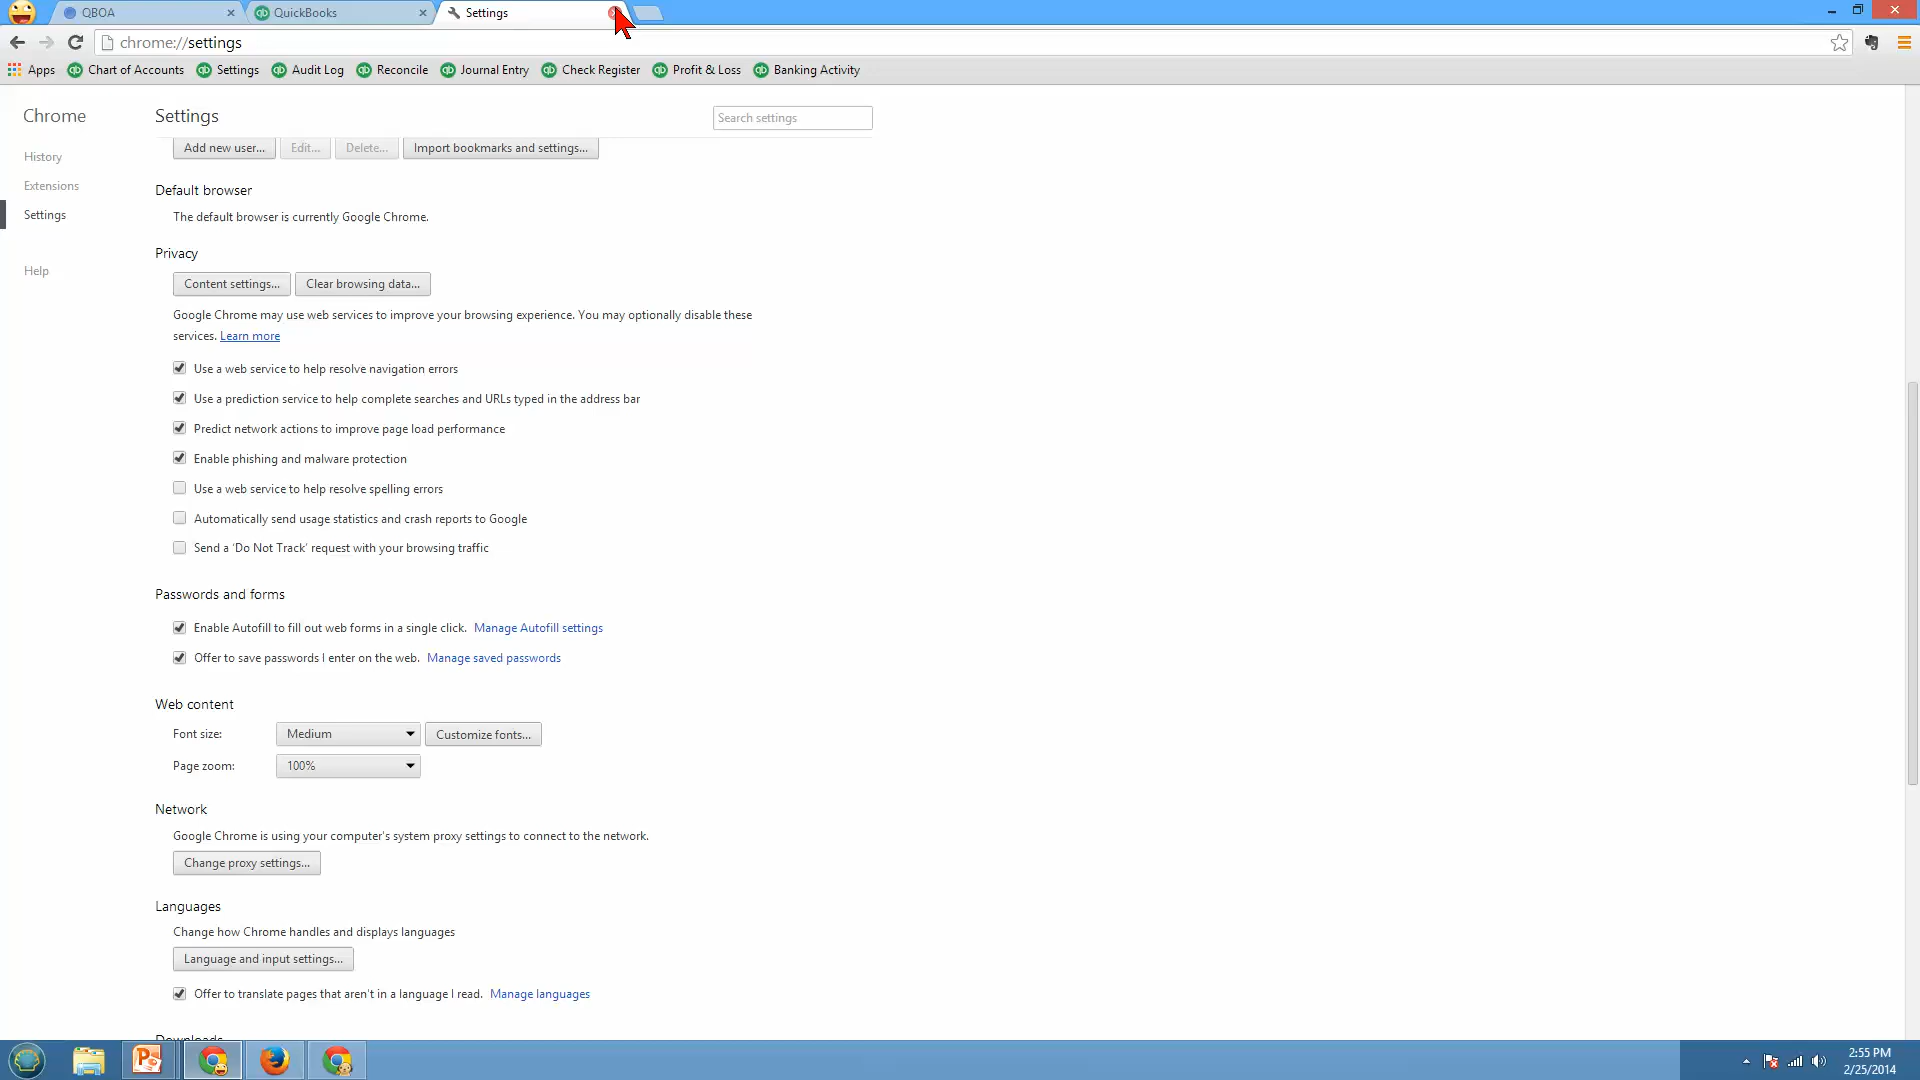 QBOA
QuickBooks
Settings
chrome://settings
Apps
Chart of Accounts
Settings
Audit Log
Reconcile
Journal Entry
Check Register
Profit & Loss
Banking Activity
Chrome
History
Extensions
Settings
Help
Settings
Search settings
Add new user...
Edit...
Delete...
Import bookmarks and settings...
Default browser
The default browser is currently Google Chrome.
Privacy
Content settings...
Clear browsing data...
Google Chrome may use web services to improve your browsing experience. You may optionally disable these
services. Learn more
Use a web service to help resolve navigation errors
Use a prediction service to help complete searches and URLs typed in the address bar
Predict network actions to improve page load performance
Enable phishing and malware protection
Use a web service to help resolve spelling errors
Automatically send usage statistics and crash reports to Google
Send a 'Do Not Track' request with your browsing traffic
Passwords and forms
Enable Autofill to fill out web forms in a single click. Manage Autofill settings
Offer to save passwords I enter on the web. Manage saved passwords
Web content
Font size:
Medium
Customize fonts...
Page zoom:
100%
Network
Google Chrome is using your computer's system proxy settings to connect to the network.
Change proxy settings...
Languages
Change how Chrome handles and displays languages
Language and input settings...
Offer to translate pages that aren't in a language I read. Manage languages
Downloads
2:55 PM
2/25/2014